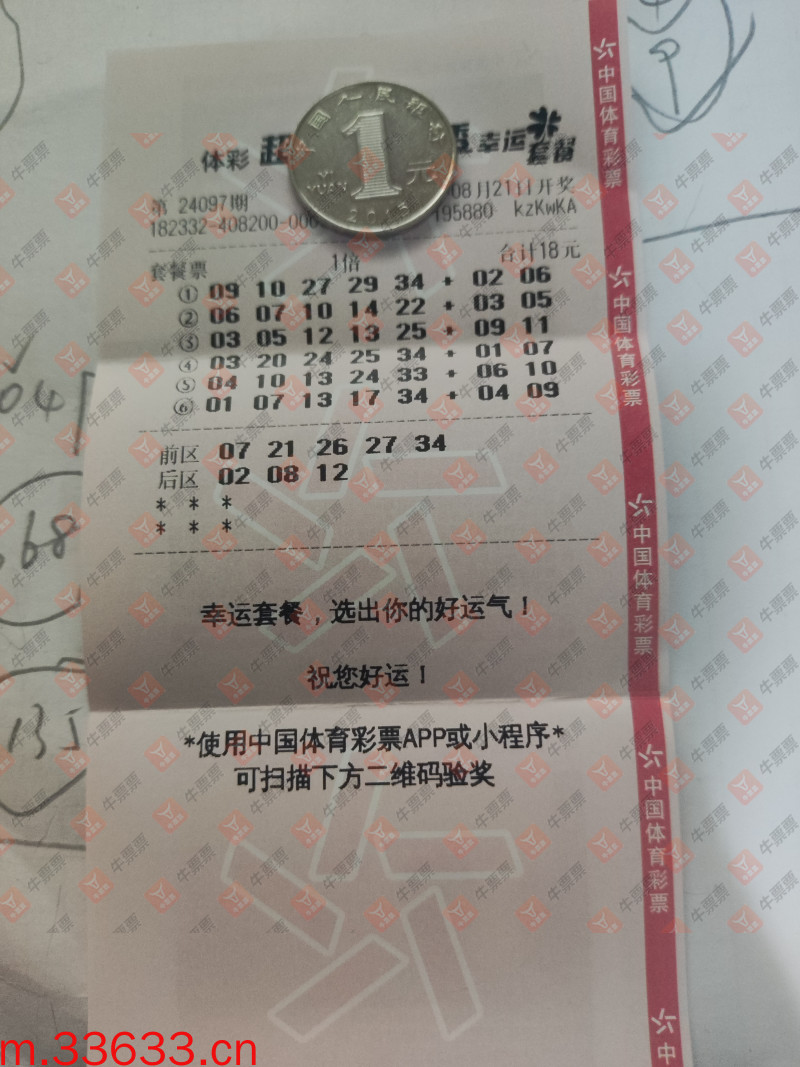 中国人民银行
1
YI
YUAN
元
体彩 超 幸运
套餐
第 24097期 08月21日开奖
182332-408200-006 195880 kzKwKA
套餐票 1倍 合计18元
① 09 10 27 29 34 + 02 06
② 06 07 10 14 22 + 03 05
③ 03 05 12 13 25 + 09 11
④ 03 20 24 25 34 + 01 07
⑤ 04 10 13 24 33 + 06 10
⑥ 01 07 13 17 34 + 04 09
前区 07 21 26 27 34
后区 02 08 12
* * *
* * *
幸运套餐，选出你的好运气！
祝您好运！
*使用中国体育彩票APP或小程序*
可扫描下方二维码验奖
中国体育彩票
中国体育彩票
中国体育彩票
中国体育彩票
中
04
68
135
甲
牛票票
m.33633.cn